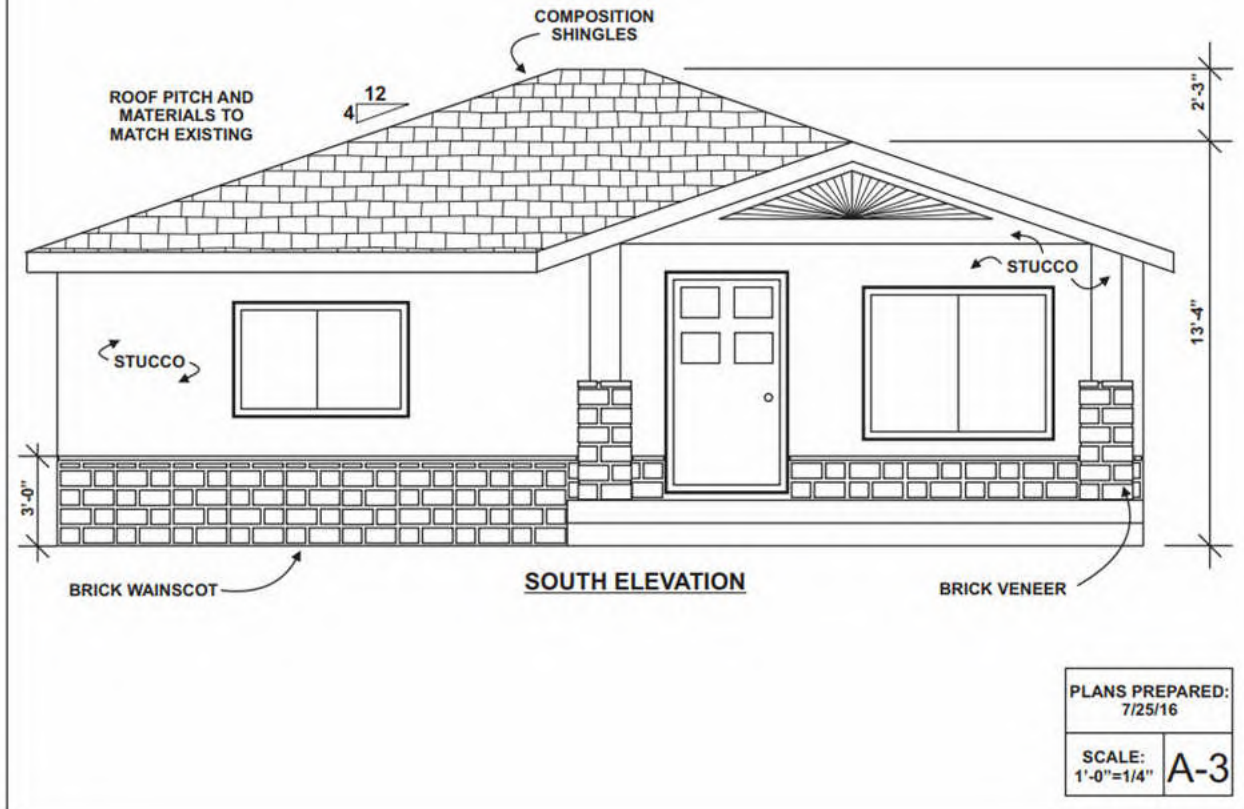 COMPOSITION
SHINGLES
ROOF PITCH AND
MATERIALS TO
MATCH EXISTING
12
4
2'-3"
STUCCO
STUCCO
13'-4"
3'-0"
BRICK WAINSCOT
SOUTH ELEVATION
BRICK VENEER
PLANS PREPARED:
7/25/16
SCALE:
1'-0"=1/4"
A-3